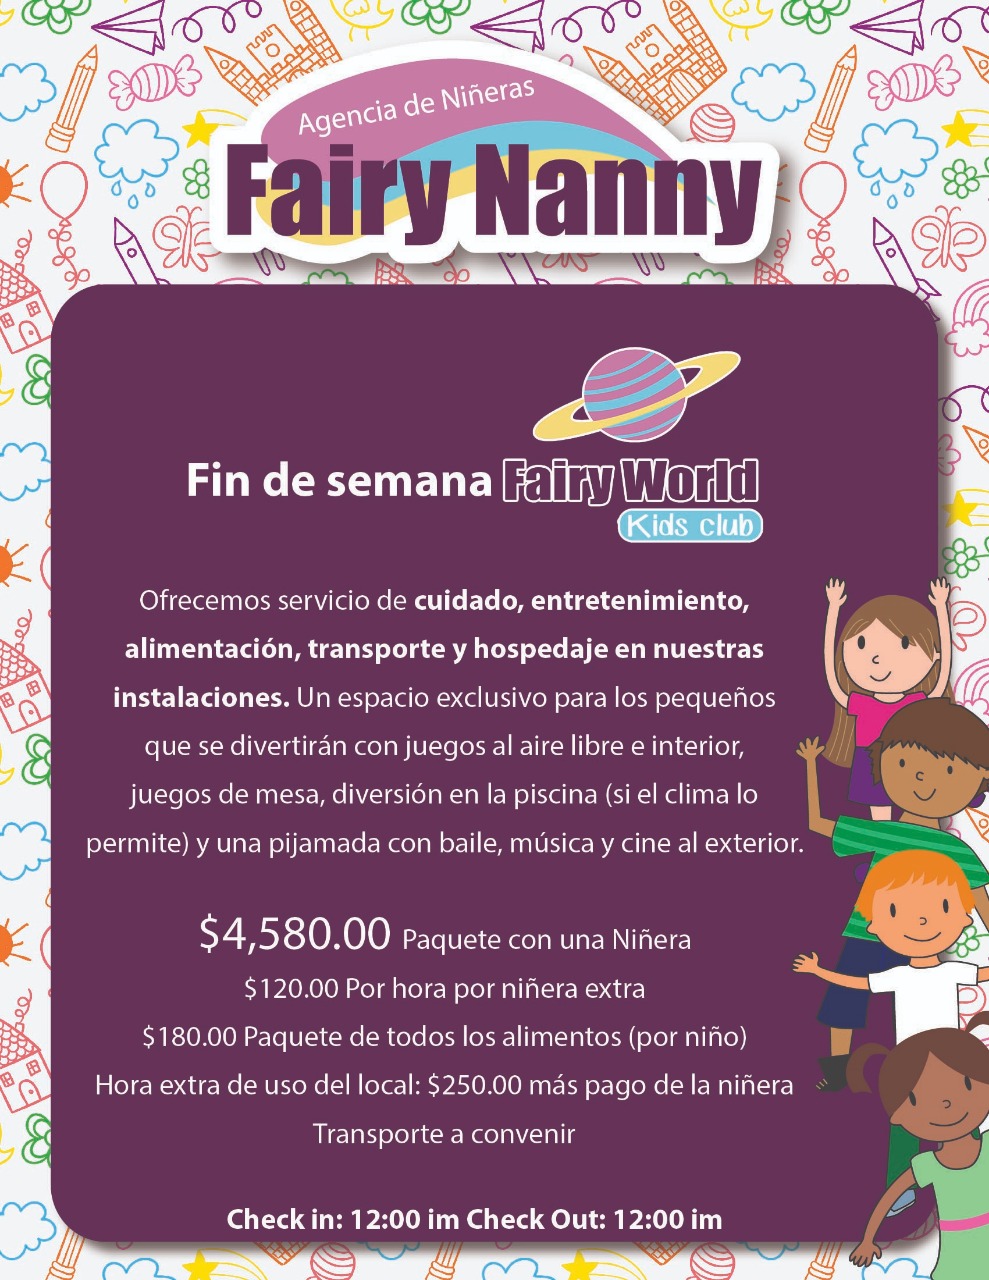 Agencia de Niñeras
Fairy Nanny
Fin de semana Fairy World
Kids club
Ofrecemos servicio de cuidado, entretenimiento,
alimentación, transporte y hospedaje en nuestras
instalaciones. Un espacio exclusivo para los pequeños
que se divertirán con juegos al aire libre e interior,
juegos de mesa, diversión en la piscina (si el clima lo
permite) y una pijamada con baile, música y cine al exterior.
$4,580.00 Paquete con una Niñera
$120.00 Por hora por niñera extra
$180.00 Paquete de todos los alimentos (por niño)
Hora extra de uso del local: $250.00 más pago de la niñera
Transporte a convenir
Check in: 12:00 im Check Out: 12:00 im